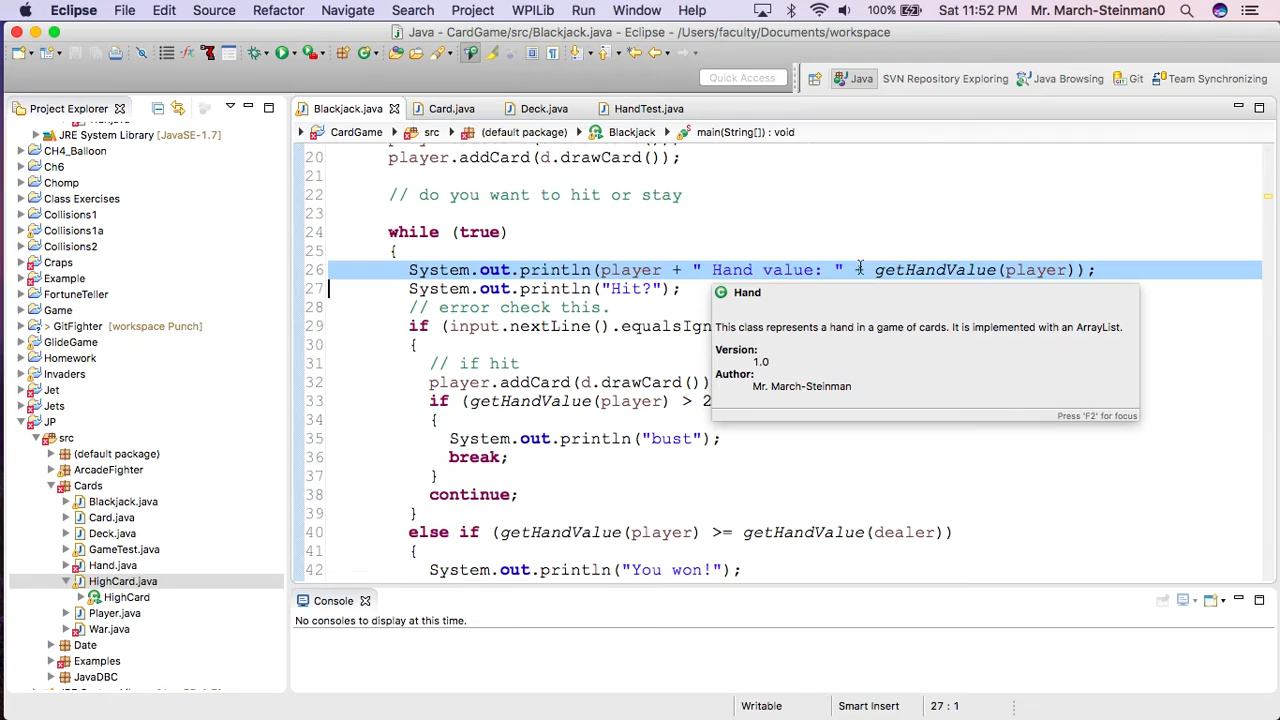 Eclipse File Edit Source Refactor Navigate Search Project WPILib Run Window Help 100% Sat 11:52 PM Mr. March-Steinman0
Java - CardGame/src/Blackjack.java - Eclipse - /Users/faculty/Documents/workspace
Quick Access Java SVN Repository Exploring Java Browsing Git Team Synchronizing
Project Explorer
JRE System Library [JavaSE-1.7]
CH4_Balloon
Ch6
Chomp
Class Exercises
Collisions1
Collisions1a
Collisions2
Craps
Example
FortuneTeller
Game
> GitFighter [workspace Punch]
GlideGame
Homework
Invaders
Jet
Jets
JP
src
(default package)
ArcadeFighter
Cards
Blackjack.java
Card.java
Deck.java
GameTest.java
Hand.java
HighCard.java
HighCard
Player.java
War.java
Date
Examples
JavaDBC
Blackjack.java Card.java Deck.java HandTest.java
CardGame src (default package) Blackjack main(String[]) : void
20 player.addCard(d.drawCard());
21
22 // do you want to hit or stay
23
24 while (true)
25 {
26 System.out.println(player + " Hand value: " + getHandValue(player));
27 System.out.println("Hit?");
28 // error check this.
29 if (input.nextLine().equalsIgn
30 {
31 // if hit
32 player.addCard(d.drawCard())
33 if (getHandValue(player) > 2
34 {
35 System.out.println("bust");
36 break;
37 }
38 continue;
39 }
40 else if (getHandValue(player) >= getHandValue(dealer))
41 {
42 System.out.println("You won!");
Hand
This class represents a hand in a game of cards. It is implemented with an ArrayList.
Version:
1.0
Author:
Mr. March-Steinman
Press 'F2' for focus
Console
No consoles to display at this time.
Writable Smart Insert 27 : 1